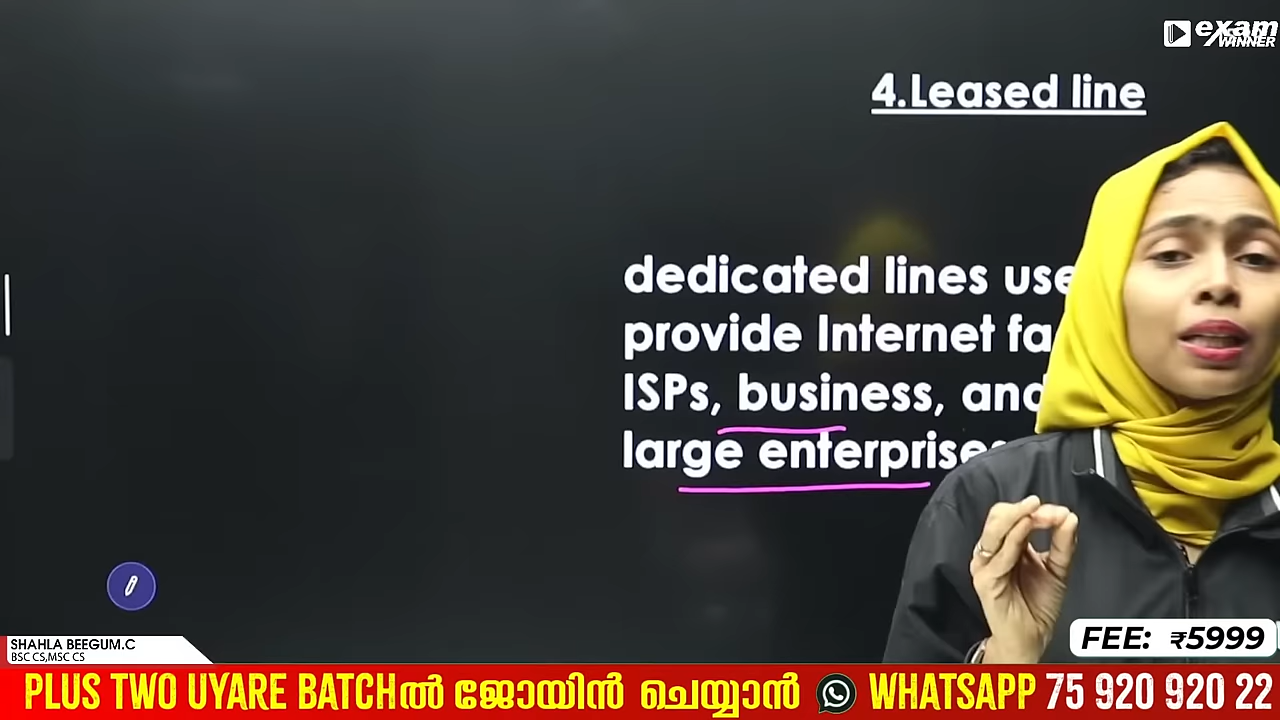 exam
WINNER
4.Leased line
dedicated lines use
provide Internet fa
ISPs, business, and
large enterprises
FEE: ₹5999
SHAHLA BEEGUM.C
BSC CS,MSC CS
PLUS TWO UYARE BATCHൽ ജോയിൻ ചെയ്യാൻ WHATSAPP 75 920 920 22